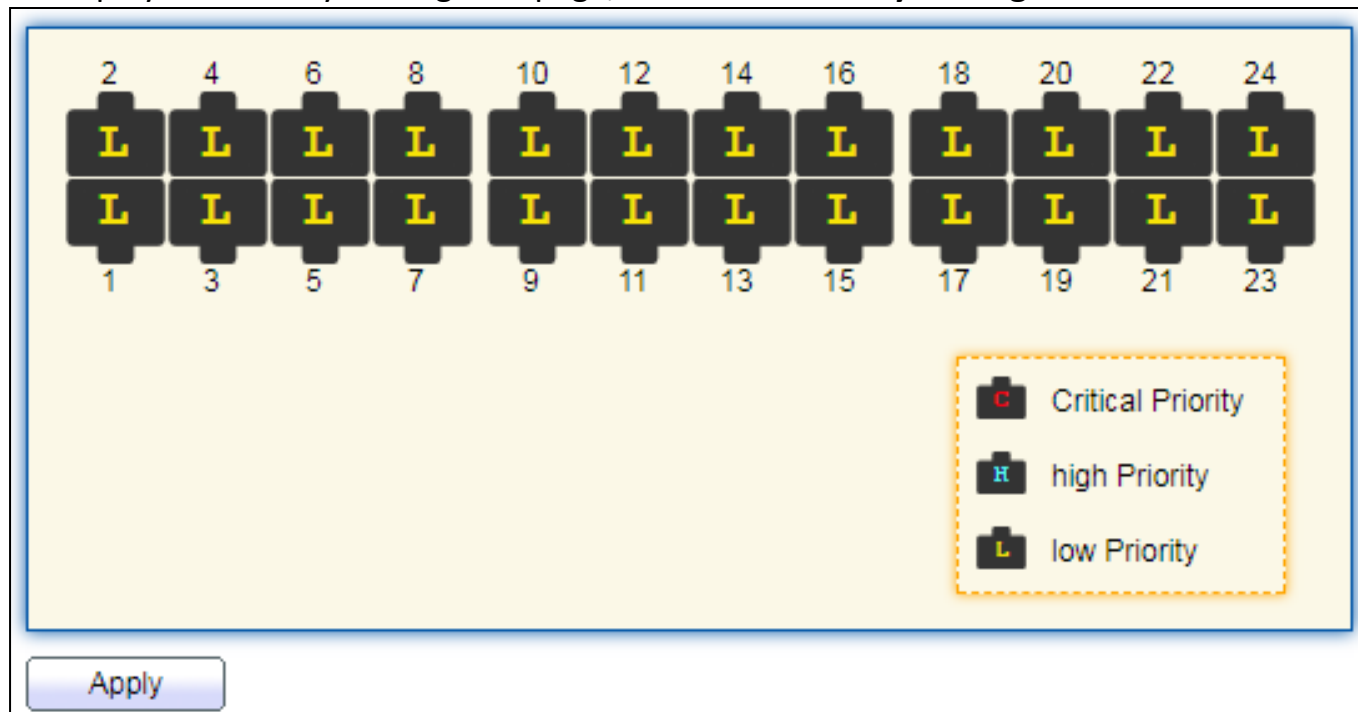 2 4 6 8 10 12 14 16 18 20 22 24
L L L L L L L L L L L L
L L L L L L L L L L L L
1 3 5 7 9 11 13 15 17 19 21 23
C Critical Priority
H high Priority
L low Priority
Apply